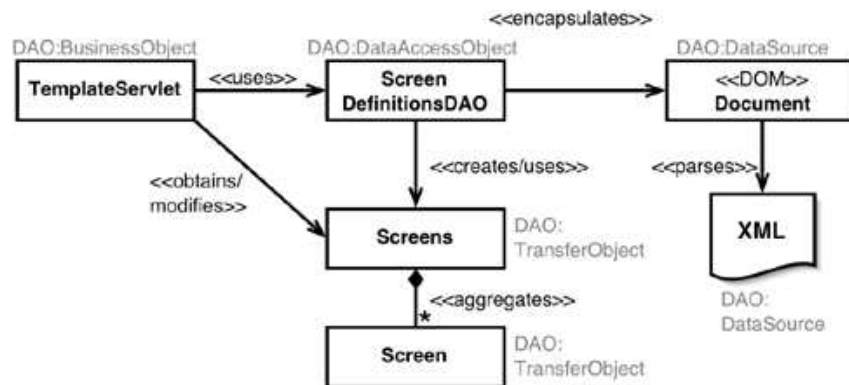 <<encapsulates>>
DAO:BusinessObject
DAO:DataAccessObject
DAO:DataSource
TemplateServlet
<<uses>>
Screen
DefinitionsDAO
<<DOM>>
Document
<<obtains/
modifies>>
<<creates/uses>>
<<parses>>
Screens
DAO:
TransferObject
XML
<<aggregates>>
*
DAO:
DataSource
Screen
DAO:
TransferObject